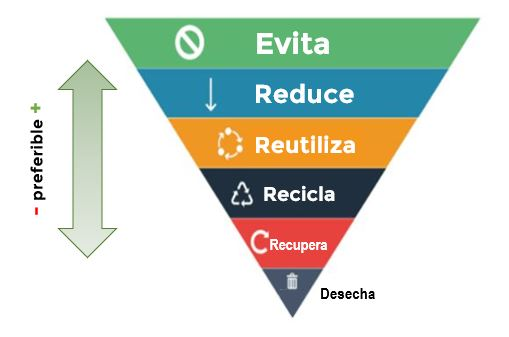 Evita
Reduce
Reutiliza
Recicla
Recupera
Desecha
- preferible +